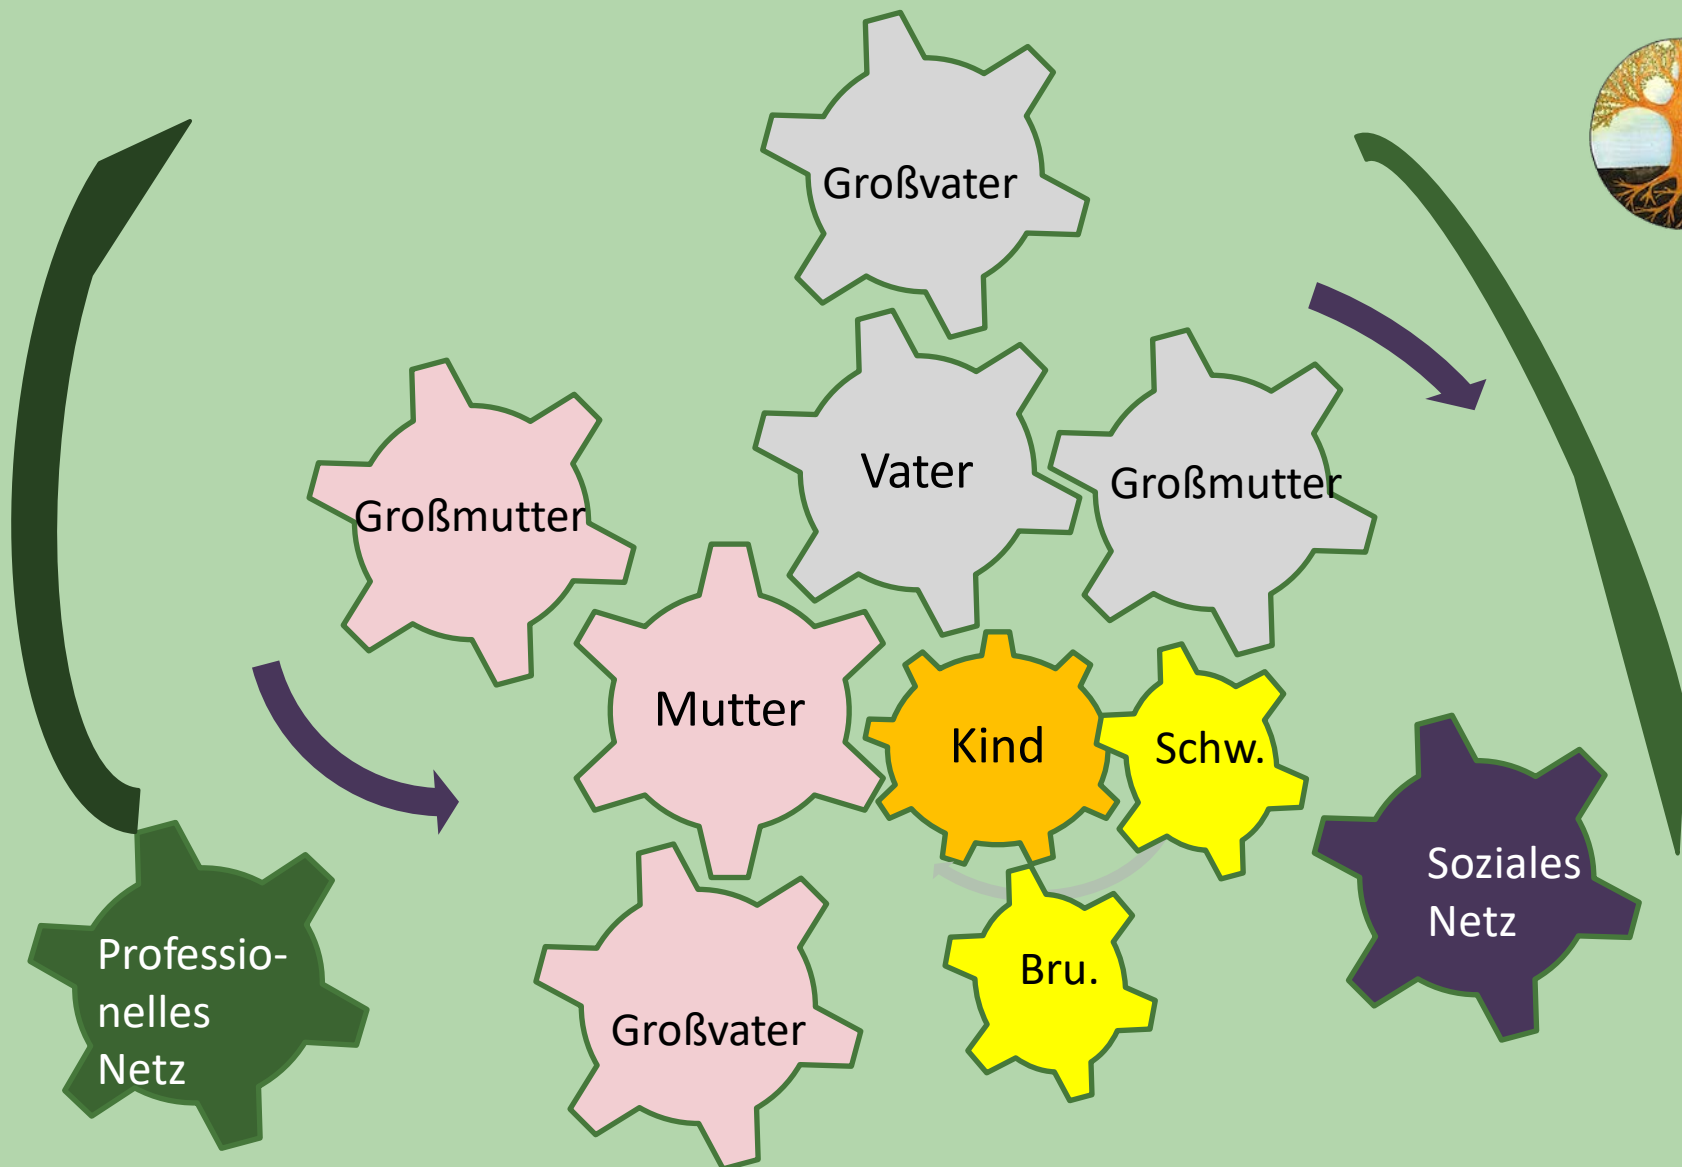 Großvater
Vater
Großmutter
Großmutter
Mutter
Kind
Schw.
Soziales
Netz
Professio-
nelles
Netz
Bru.
Großvater